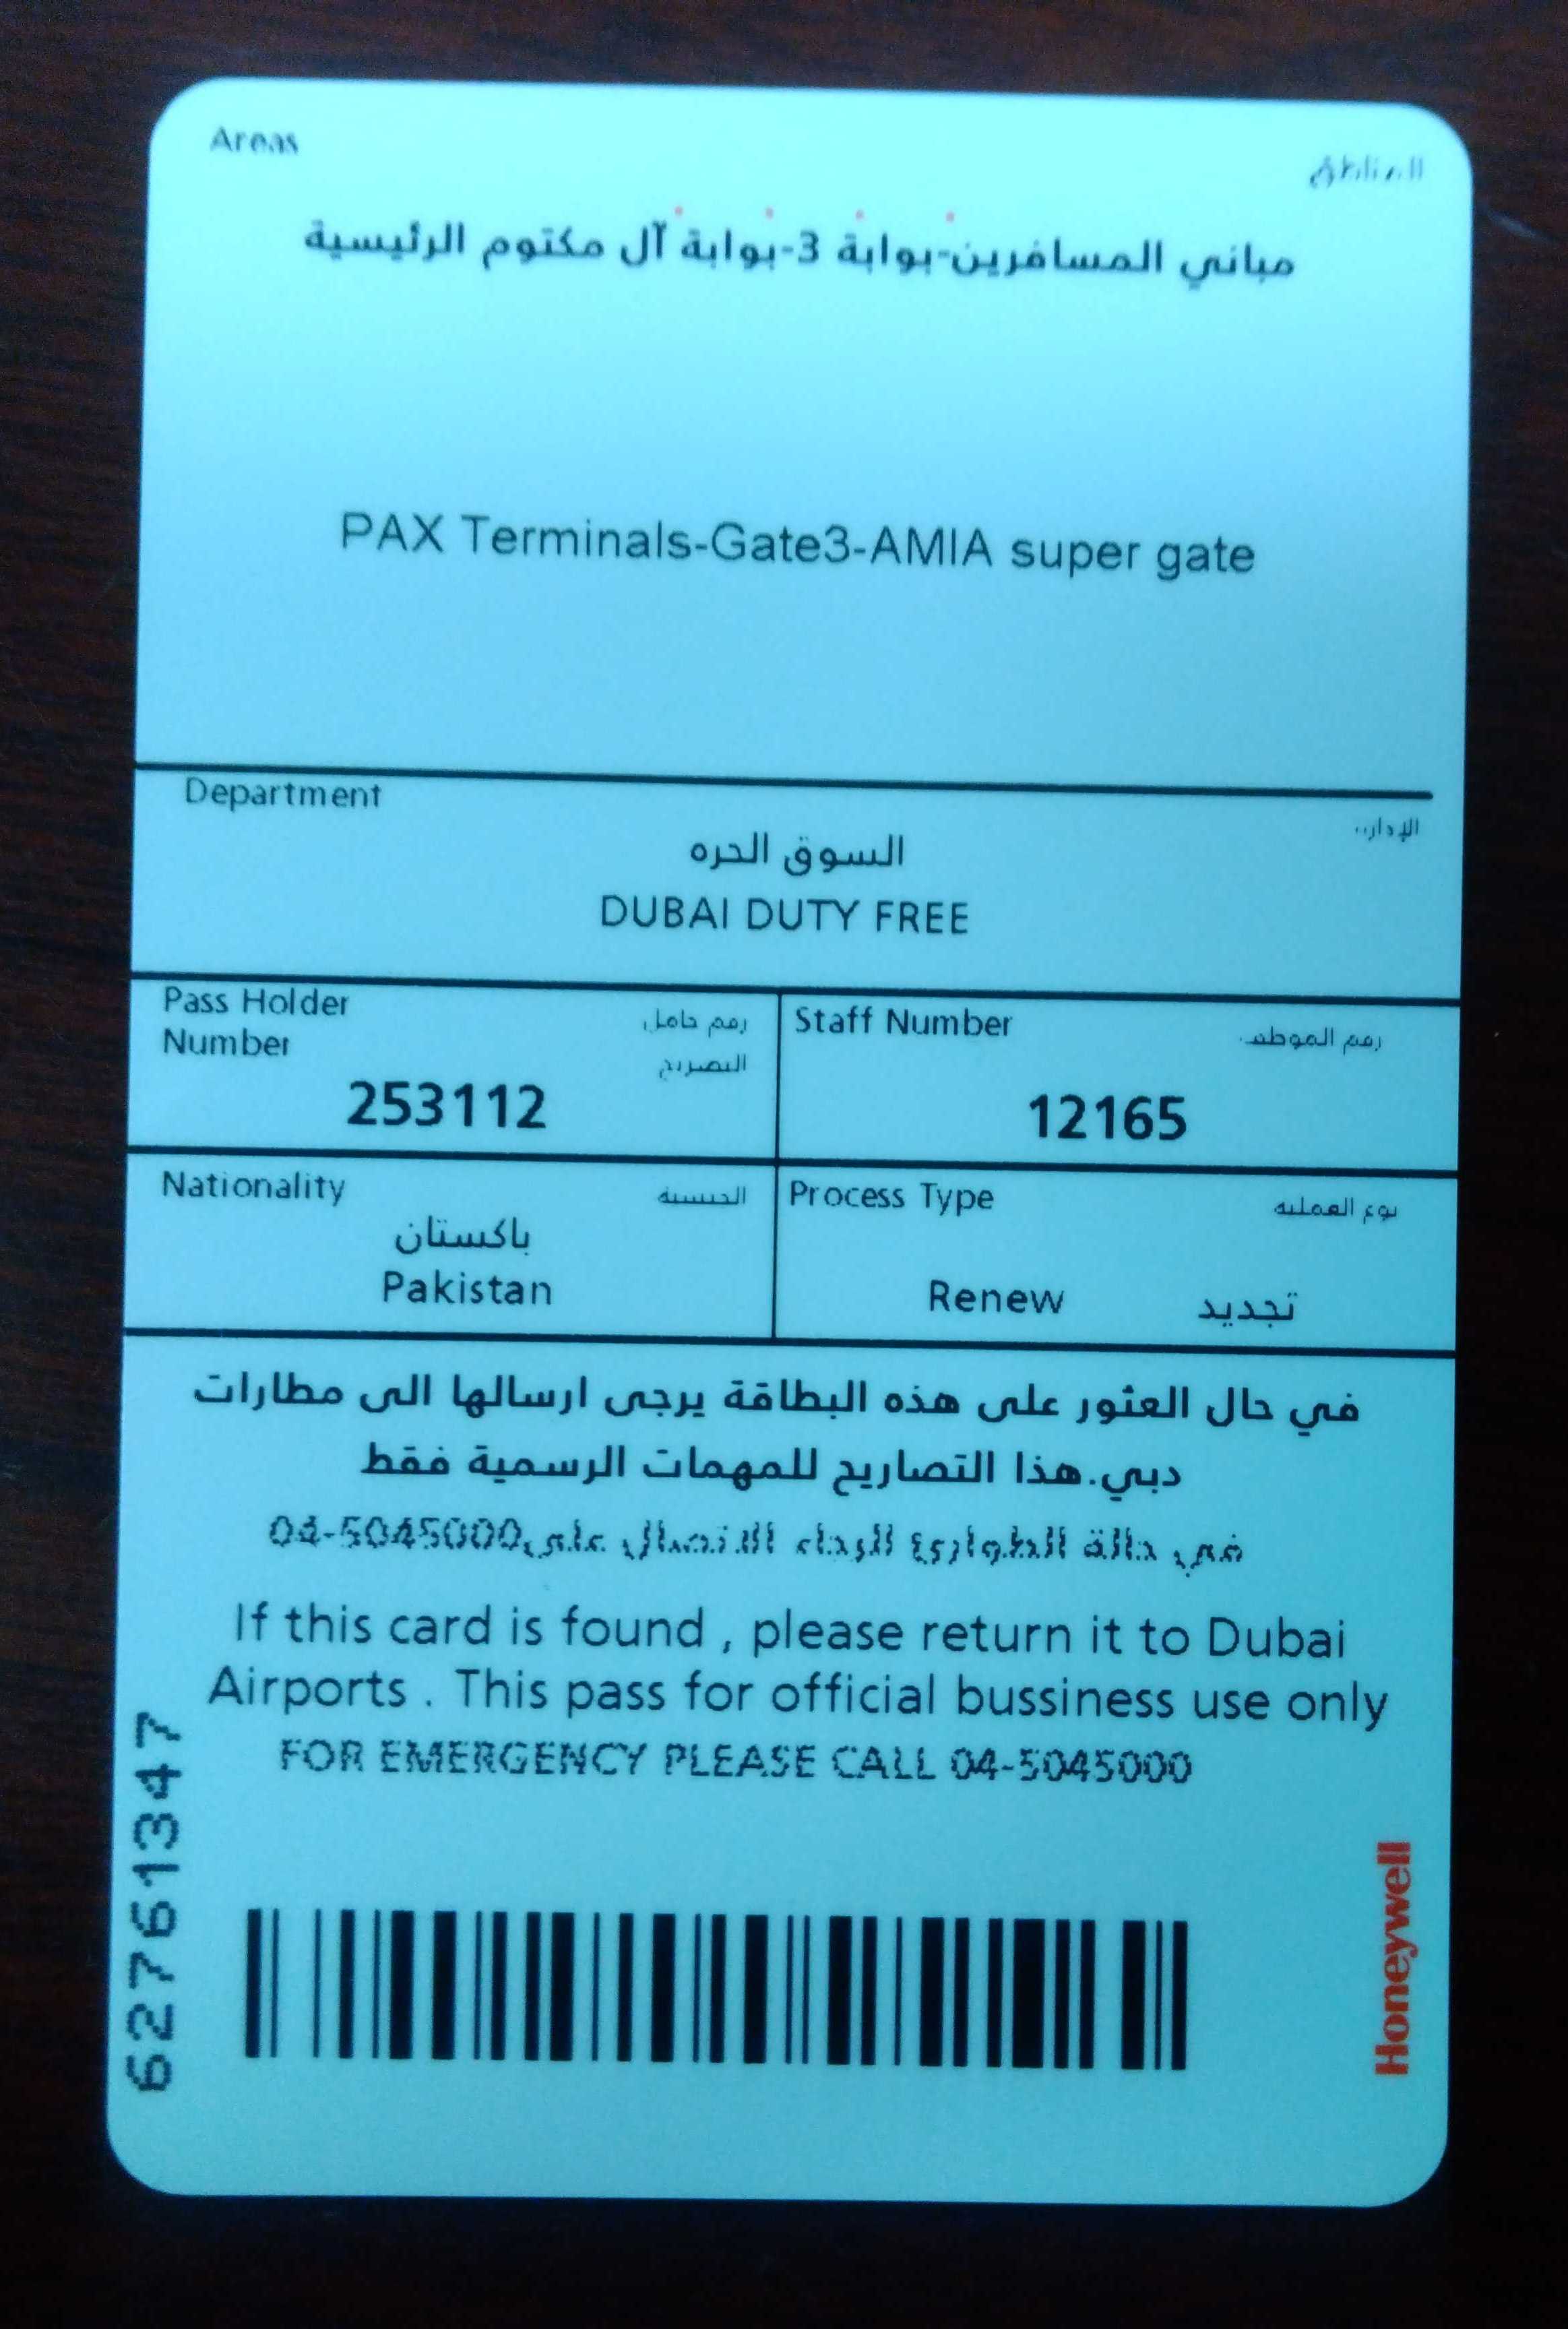 Areas المناطق
مباني المسافرين-بوابة 3-بوابة آل مكتوم الرئيسية
PAX Terminals-Gate3-AMIA super gate
Department الإدارة
السوق الحره
DUBAI DUTY FREE
Pass Holder رقم حامل
Number التصريح
253112
Staff Number رقم الموظف
12165
Nationality الجنسية
باكستان
Pakistan
Process Type نوع العملية
Renew تجديد
في حال العثور على هذه البطاقة يرجى ارسالها الى مطارات
دبي.هذا التصاريح للمهمات الرسمية فقط
في حالة الطوارئ الرجاء الاتصال على 04-5045000
If this card is found , please return it to Dubai
Airports . This pass for official bussiness use only
FOR EMERGENCY PLEASE CALL 04-5045000
62761347
Honeywell